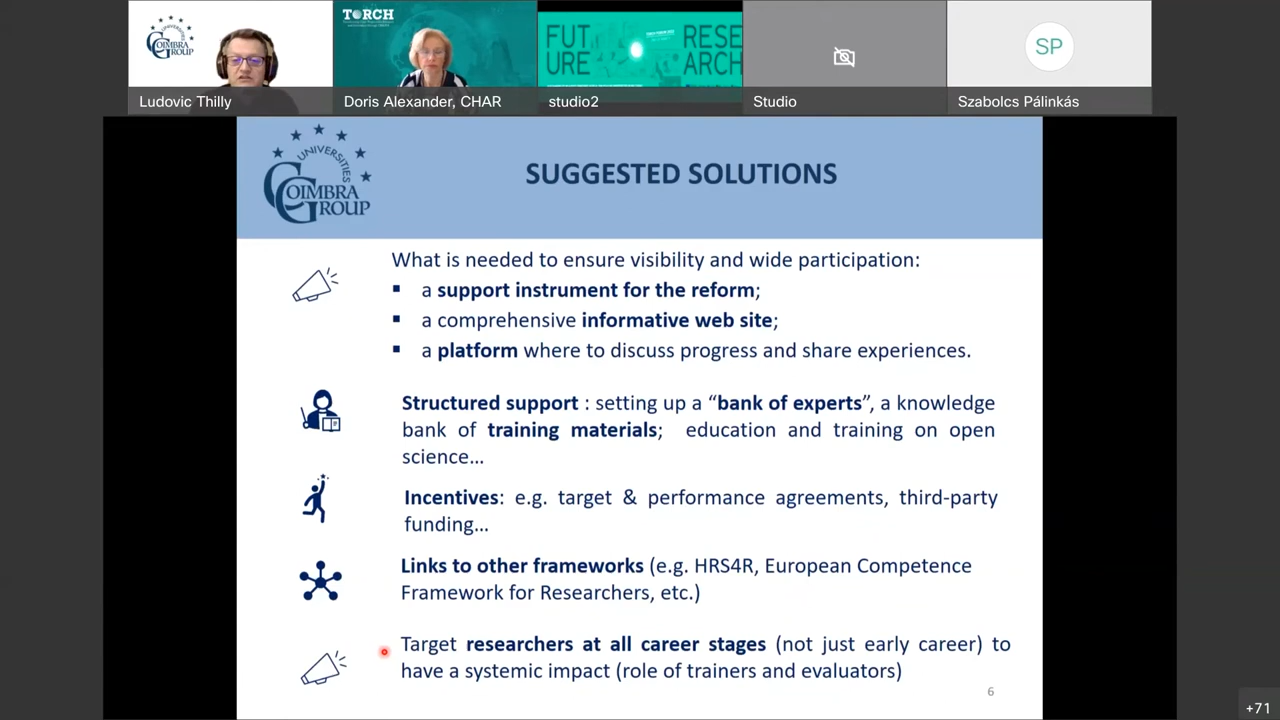 COIMBRA
GROUP
TORCH
FUT
URE
RESE
ARCH
SP
Ludovic Thilly
Doris Alexander, CHAR
studio2
Studio
Szabolcs Pálinkás
UNIVERSITIES
COIMBRA
GROUP
SUGGESTED SOLUTIONS
What is needed to ensure visibility and wide participation:
▪ a support instrument for the reform;
▪ a comprehensive informative web site;
▪ a platform where to discuss progress and share experiences.
Structured support : setting up a “bank of experts”, a knowledge
bank of training materials; education and training on open
science…
Incentives: e.g. target & performance agreements, third-party
funding…
Links to other frameworks (e.g. HRS4R, European Competence
Framework for Researchers, etc.)
Target researchers at all career stages (not just early career) to
have a systemic impact (role of trainers and evaluators)
6
+71